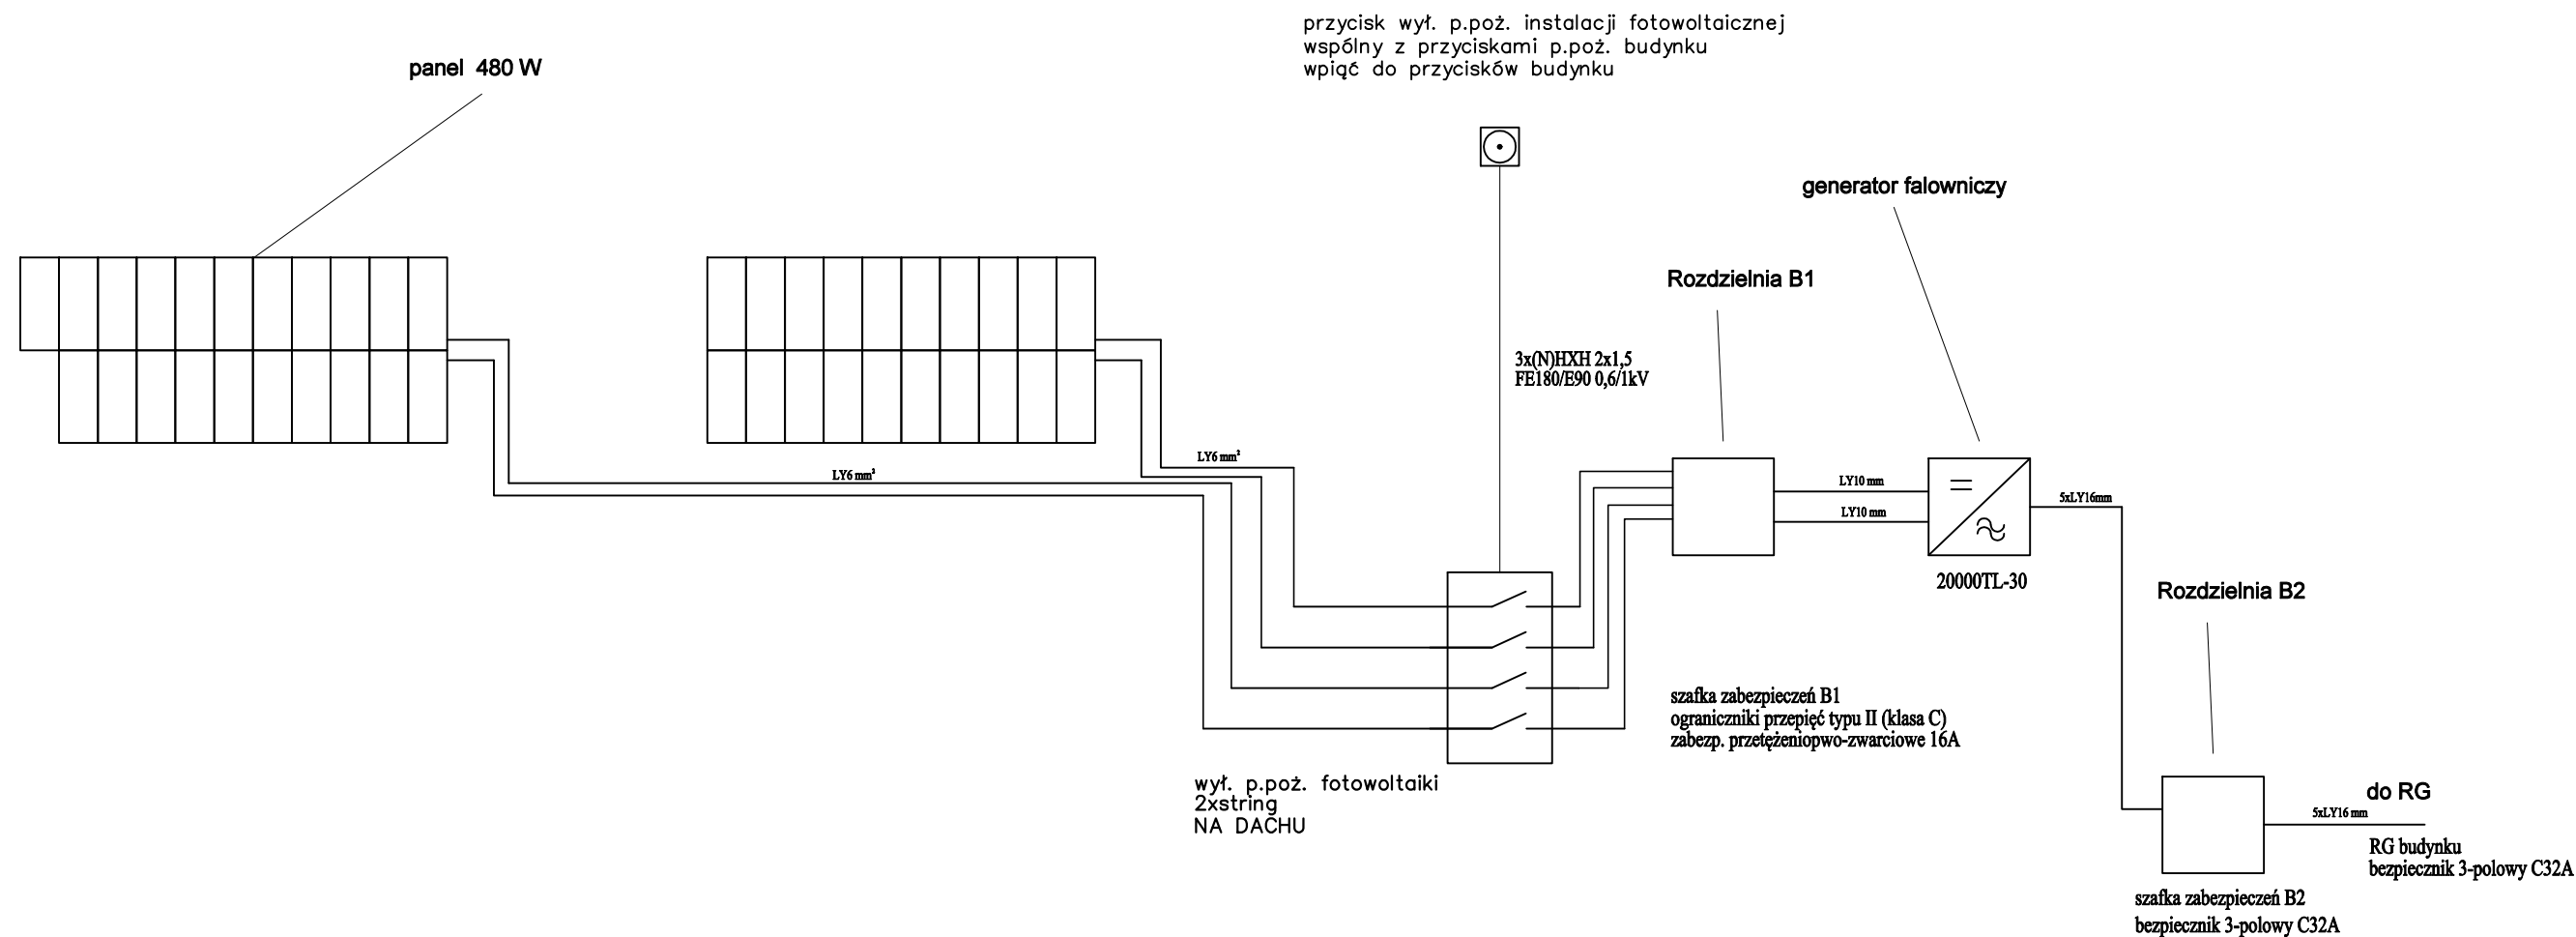 przycisk wył. p.poż. instalacji fotowoltaicznej
wspólny z przyciskami p.poż. budynku
wpiąć do przycisków budynku
panel 480 W
generator falowniczy
Rozdzielnia B1
3x(N)HXH 2x1,5
FE180/E90 0,6/1kV
LY6 mm²
LY6 mm²
LY10 mm
LY10 mm
5xLY16mm
20000TL-30
Rozdzielnia B2
szafka zabezpieczeń B1
ograniczniki przepięć typu II (klasa C)
zabezp. przetężeniopwo-zwarciowe 16A
wył. p.poż. fotowoltaiki
2xstring
NA DACHU
do RG
5xLY16 mm
RG budynku
bezpiecznik 3-polowy C32A
szafka zabezpieczeń B2
bezpiecznik 3-polowy C32A